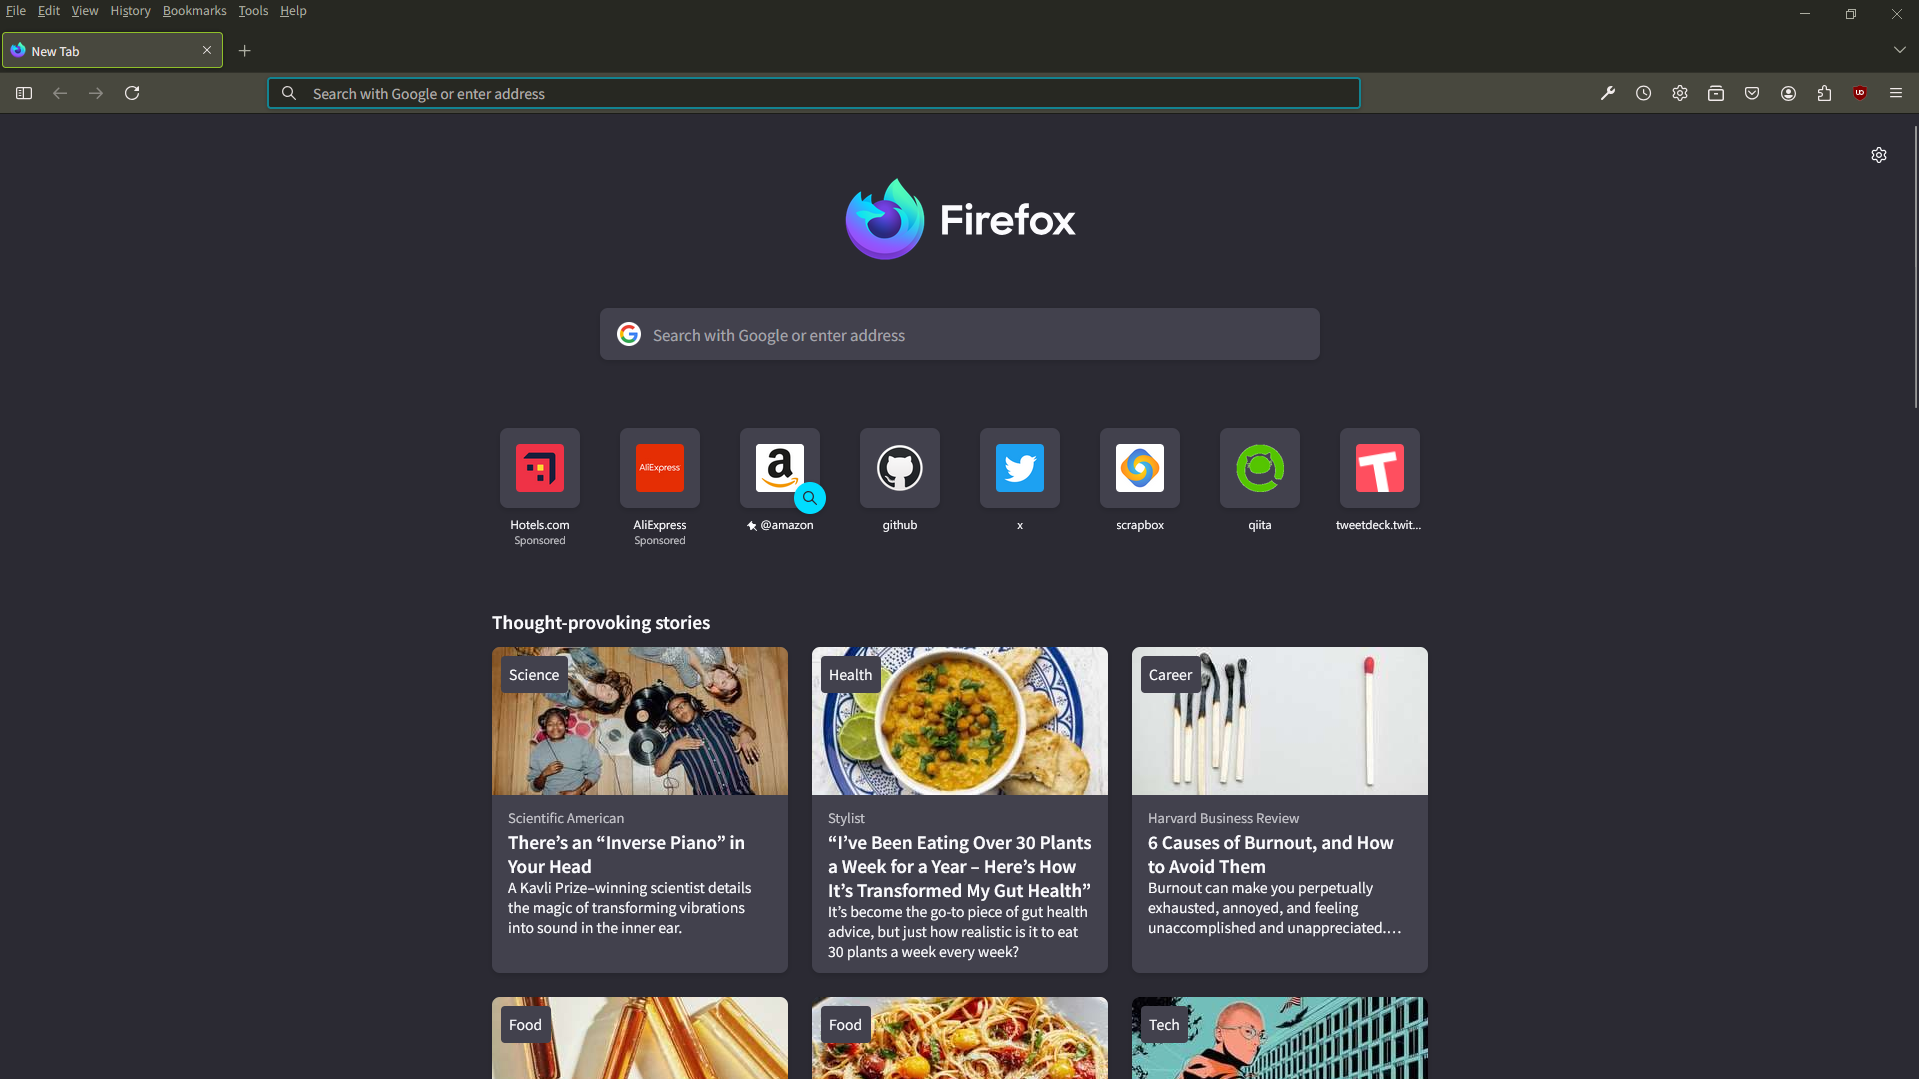 File Edit View History Bookmarks Tools Help
New Tab
Search with Google or enter address
UO
Firefox
Search with Google or enter address
AliExpress
a
Hotels.com
Sponsored
AliExpress
Sponsored
@amazon
github
x
scrapbox
qiita
tweetdeck.twit...
Thought-provoking stories
Science
Scientific American
There’s an “Inverse Piano” in
Your Head
A Kavli Prize–winning scientist details
the magic of transforming vibrations
into sound in the inner ear.
Health
Stylist
“I’ve Been Eating Over 30 Plants
a Week for a Year – Here’s How
It’s Transformed My Gut Health”
It’s become the go-to piece of gut health
advice, but just how realistic is it to eat
30 plants a week every week?
Career
Harvard Business Review
6 Causes of Burnout, and How
to Avoid Them
Burnout can make you perpetually
exhausted, annoyed, and feeling
unaccomplished and unappreciated.…
Food
Food
Tech